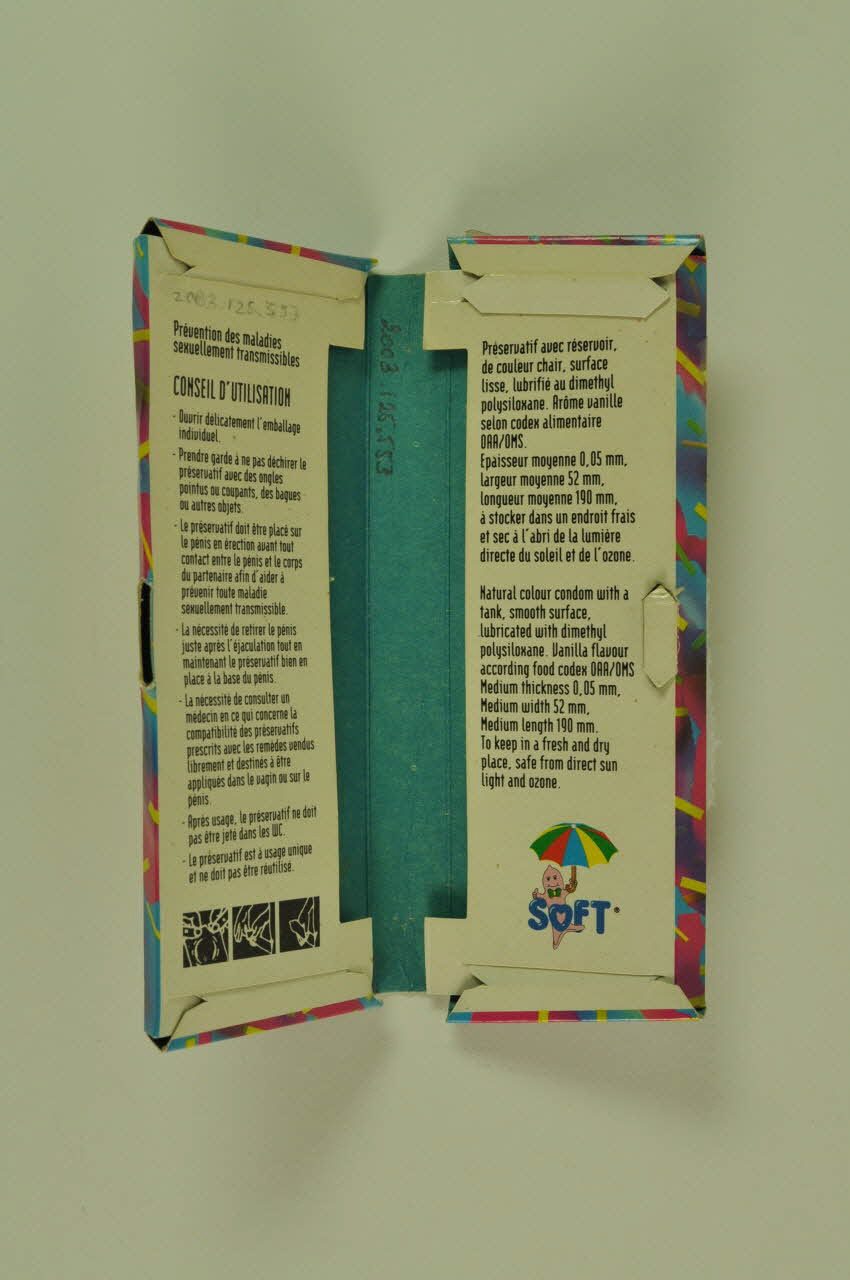 2003.125.553
Prévention des maladies
sexuellement transmissibles
CONSEIL D'UTILISATION
- Ouvrir délicatement l'emballage
individuel.
- Prendre garde à ne pas déchirer le
préservatif avec des ongles
pointus ou coupants, des bagues
ou autres objets.
- Le préservatif doit être placé sur
le pénis en érection avant tout
contact entre le pénis et le corps
du partenaire afin d'aider à
prévenir toute maladie
sexuellement transmissible.
- La nécessité de retirer le pénis
juste après l'éjaculation tout en
maintenant le préservatif bien en
place à la base du pénis.
- La nécessité de consulter un
médecin en ce qui concerne la
compatibilité des préservatifs
prescrits avec les remèdes vendus
librement et destinés à être
appliqués dans le vagin ou sur le
pénis.
- Après usage, le préservatif ne doit
pas être jeté dans les WC.
- Le préservatif est à usage unique
et ne doit pas être réutilisé.
2003.125.553
Préservatif avec réservoir,
de couleur chair, surface
lisse, lubrifié au dimethyl
polysiloxane. Arôme vanille
selon codex alimentaire
OAA/OMS.
Epaisseur moyenne 0,05 mm,
largeur moyenne 52 mm,
longueur moyenne 190 mm,
à stocker dans un endroit frais
et sec à l'abri de la lumière
directe du soleil et de l'ozone.
Natural colour condom with a
tank, smooth surface,
lubricated with dimethyl
polysiloxane. Vanilla flavour
according food codex OAA/OMS
Medium thickness 0,05 mm,
Medium width 52 mm,
Medium length 190 mm.
To keep in a fresh and dry
place, safe from direct sun
light and ozone.
SOFT®